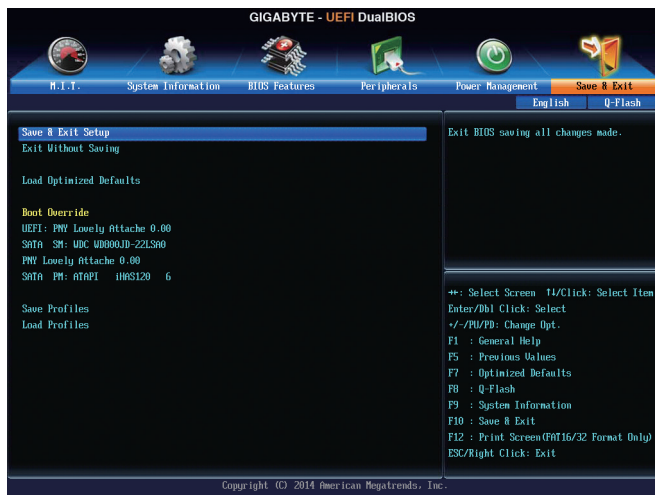 GIGABYTE - UEFI DualBIOS
M.I.T. System Information BIOS Features Peripherals Power Management Save & Exit
English Q-Flash
Save & Exit Setup
Exit Without Saving
Load Optimized Defaults
Boot Override
UEFI: PNY Lovely Attache 0.00
SATA SM: WDC WD800JD-22LSA0
PNY Lovely Attache 0.00
SATA PM: ATAPI iHAS120 6
Save Profiles
Load Profiles
Exit BIOS saving all changes made.
→←: Select Screen ↑↓/Click: Select Item
Enter/Dbl Click: Select
+/-/PU/PD: Change Opt.
F1 : General Help
F5 : Previous Values
F7 : Optimized Defaults
F8 : Q-Flash
F9 : System Information
F10 : Save & Exit
F12 : Print Screen(FAT16/32 Format Only)
ESC/Right Click: Exit
Copyright (C) 2014 American Megatrends, Inc.